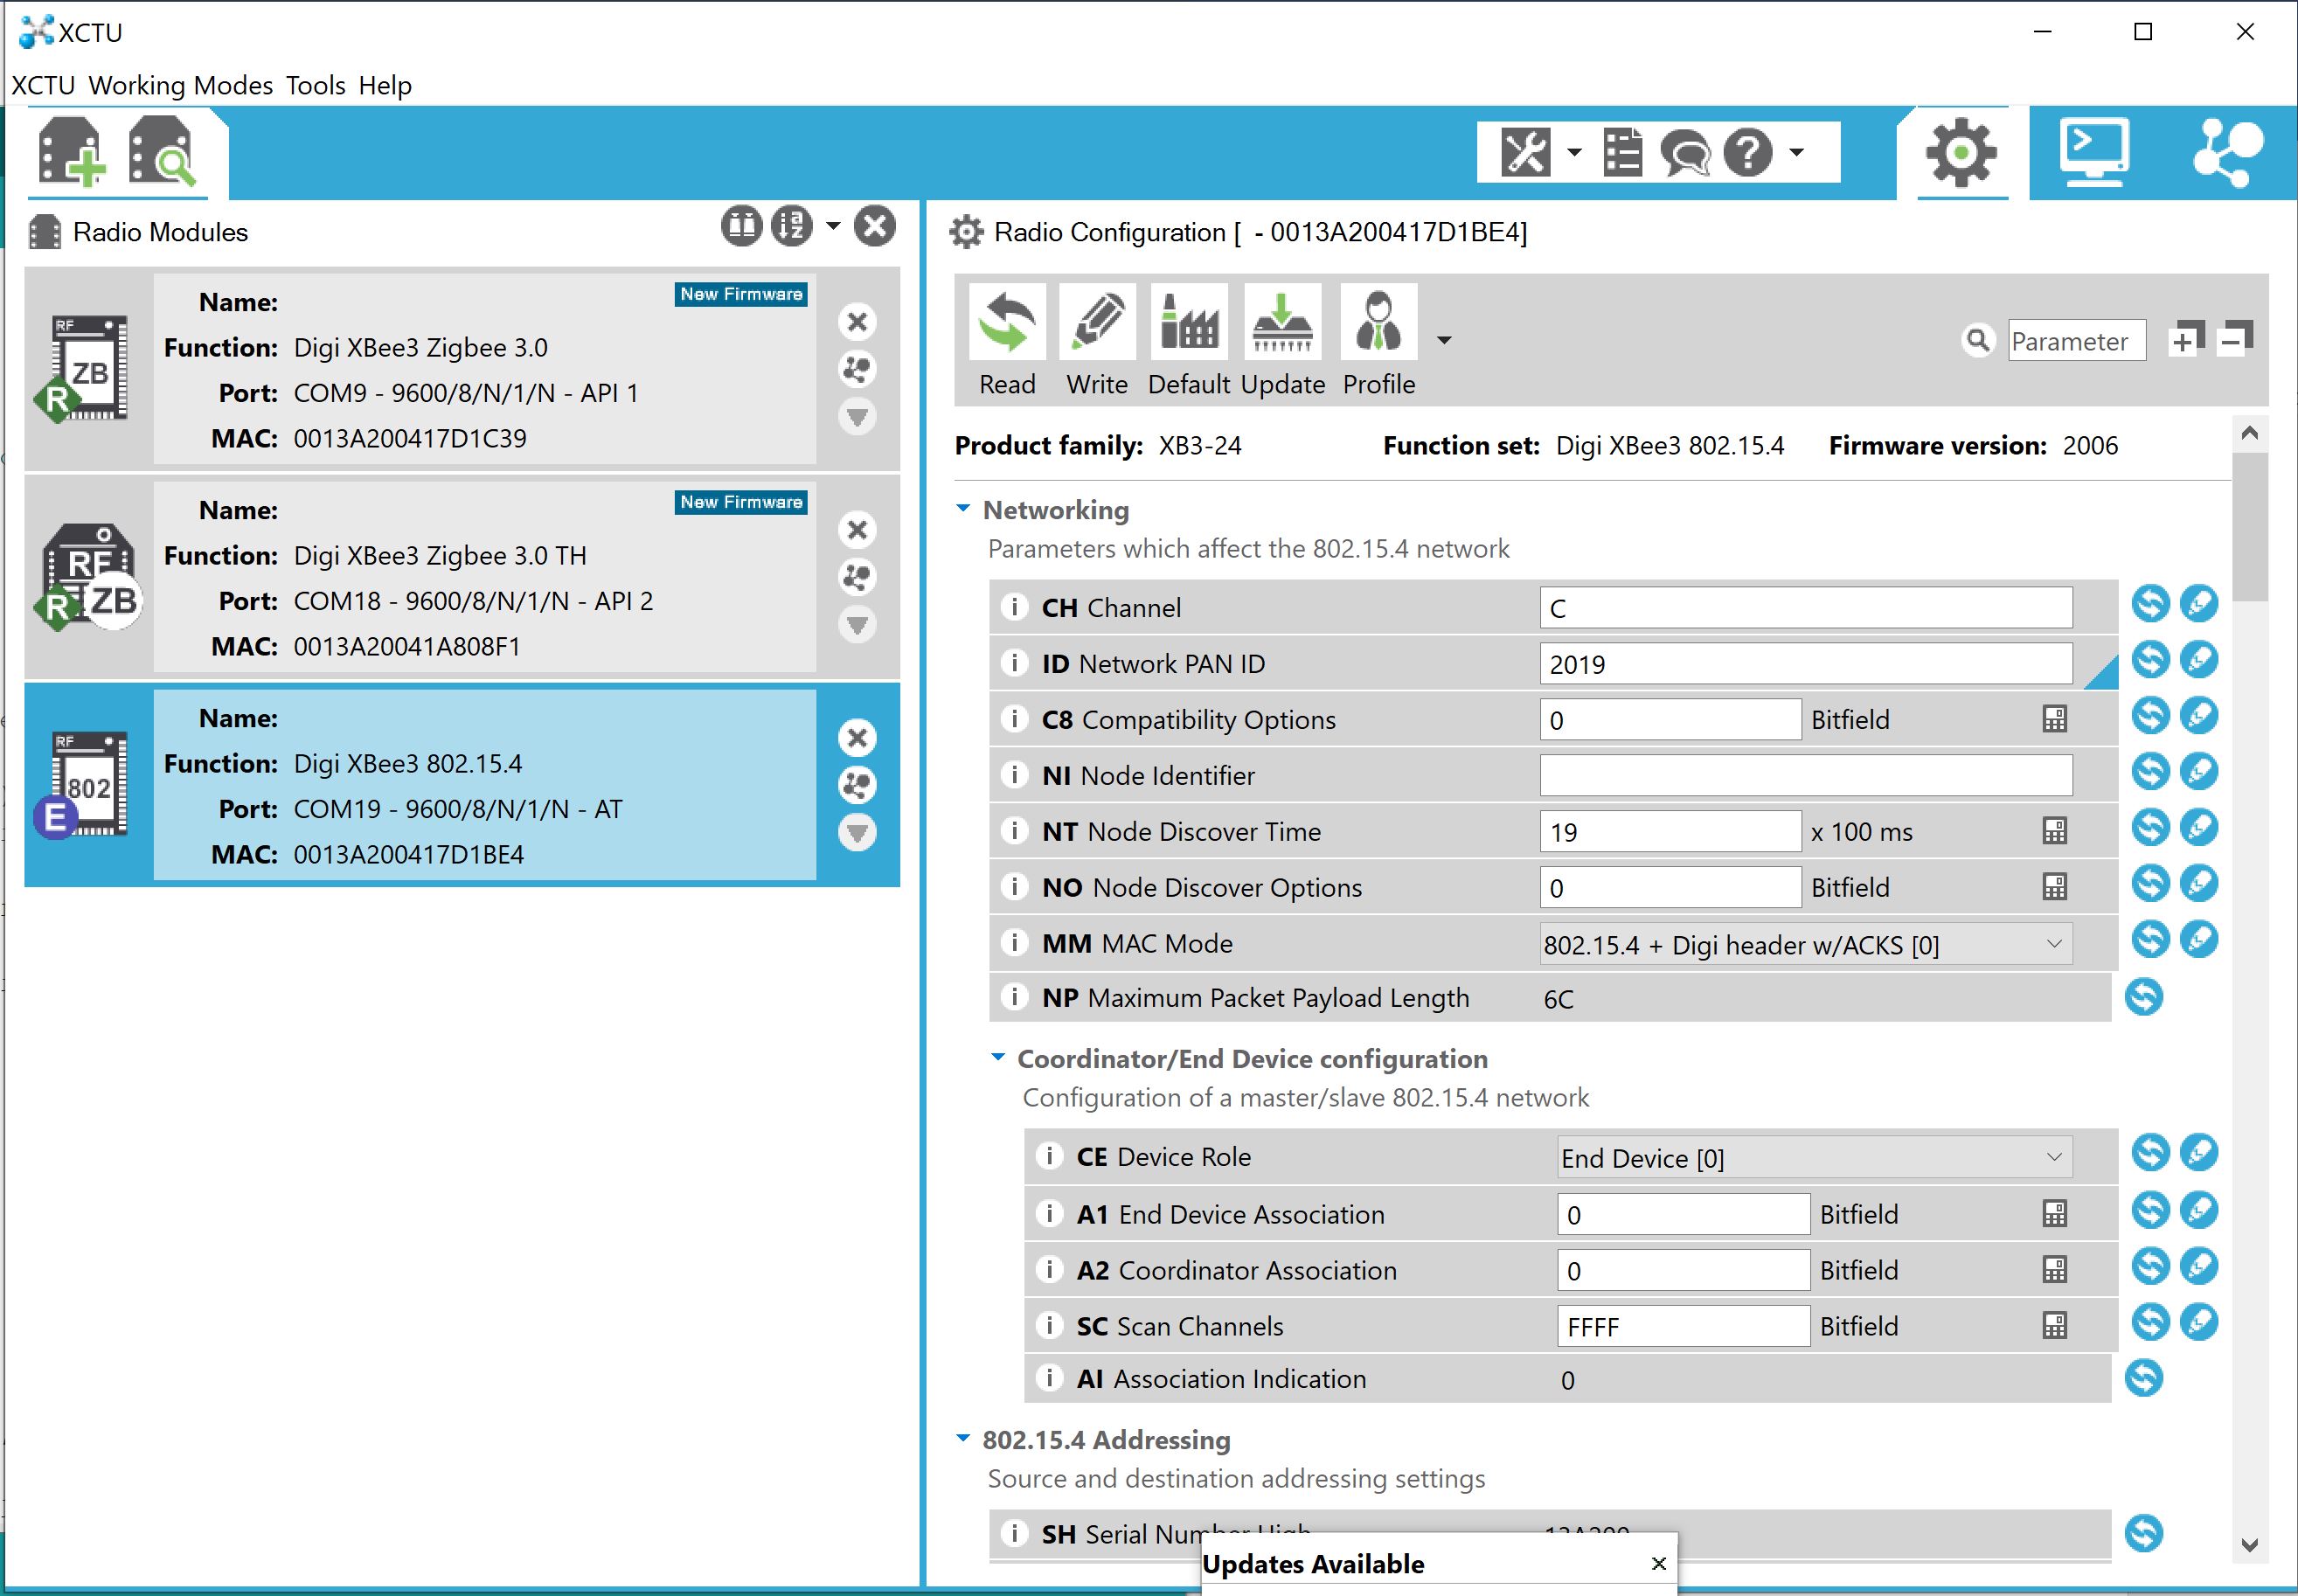 XCTU
XCTU Working Modes Tools Help
Radio Modules
Name:
New Firmware
Function: Digi XBee3 Zigbee 3.0
Port: COM9 - 9600/8/N/1/N - API 1
MAC: 0013A200417D1C39
RF
ZB
R
Name:
New Firmware
Function: Digi XBee3 Zigbee 3.0 TH
Port: COM18 - 9600/8/N/1/N - API 2
MAC: 0013A20041A808F1
RF
R ZB
Name:
Function: Digi XBee3 802.15.4
Port: COM19 - 9600/8/N/1/N - AT
MAC: 0013A200417D1BE4
RF
802
E
Radio Configuration [ - 0013A200417D1BE4]
Read Write Default Update Profile
Parameter
Product family: XB3-24 Function set: Digi XBee3 802.15.4 Firmware version: 2006
Networking
Parameters which affect the 802.15.4 network
i CH Channel C
i ID Network PAN ID 2019
i C8 Compatibility Options 0 Bitfield
i NI Node Identifier
i NT Node Discover Time 19 x 100 ms
i NO Node Discover Options 0 Bitfield
i MM MAC Mode 802.15.4 + Digi header w/ACKS [0]
i NP Maximum Packet Payload Length 6C
Coordinator/End Device configuration
Configuration of a master/slave 802.15.4 network
i CE Device Role End Device [0]
i A1 End Device Association 0 Bitfield
i A2 Coordinator Association 0 Bitfield
i SC Scan Channels FFFF Bitfield
i AI Association Indication 0
802.15.4 Addressing
Source and destination addressing settings
i SH Serial Number High 13A200
Updates Available